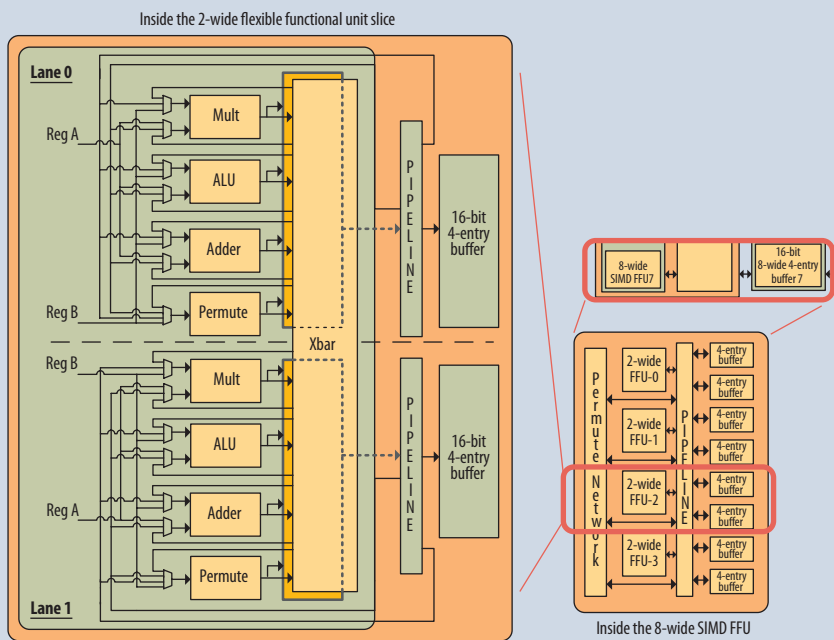 Inside the 2-wide flexible functional unit slice
Lane 0
Reg A
Reg B
Mult
ALU
Adder
Permute
Xbar
PIPELINE
16-bit
4-entry
buffer
Reg B
Reg A
Mult
ALU
Adder
Permute
PIPELINE
16-bit
4-entry
buffer
Lane 1
8-wide
SIMD FFU7
16-bit
8-wide 4-entry
buffer 7
Permute Network
2-wide
FFU-0
2-wide
FFU-1
2-wide
FFU-2
2-wide
FFU-3
PIPELINE
4-entry
buffer
4-entry
buffer
4-entry
buffer
4-entry
buffer
4-entry
buffer
4-entry
buffer
4-entry
buffer
4-entry
buffer
Inside the 8-wide SIMD FFU